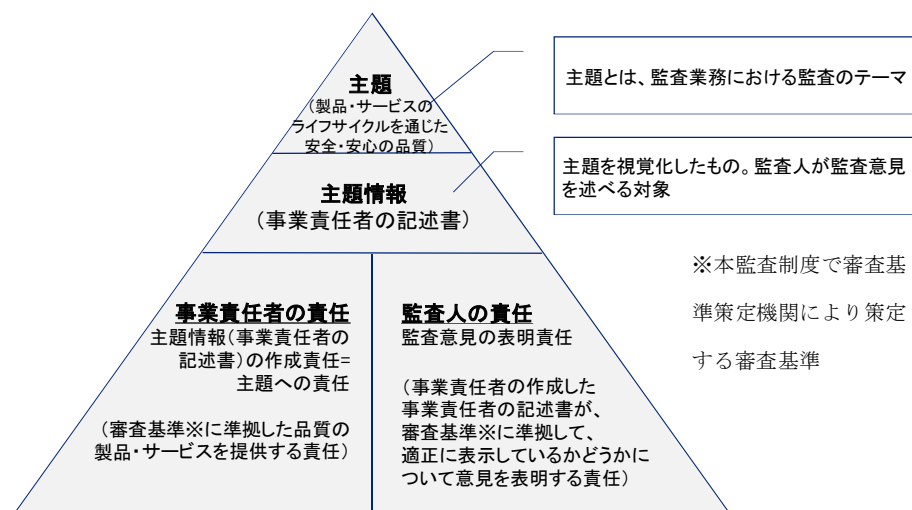 主題
(製品・サービスの
ライフサイクルを通じた
安全・安心の品質)
主題とは、監査業務における監査のテーマ
主題情報
(事業責任者の記述書)
主題を視覚化したもの。監査人が監査意見
を述べる対象
※本監査制度で審査基
準策定機関により策定
する審査基準
事業責任者の責任
主題情報(事業責任者の
記述書)の作成責任=
主題への責任
(審査基準※に準拠した品質の
製品・サービスを提供する責任)
監査人の責任
監査意見の表明責任
(事業責任者の作成した
事業責任者の記述書が、
審査基準※に準拠して、
適正に表示しているかどうかに
ついて意見を表明する責任)